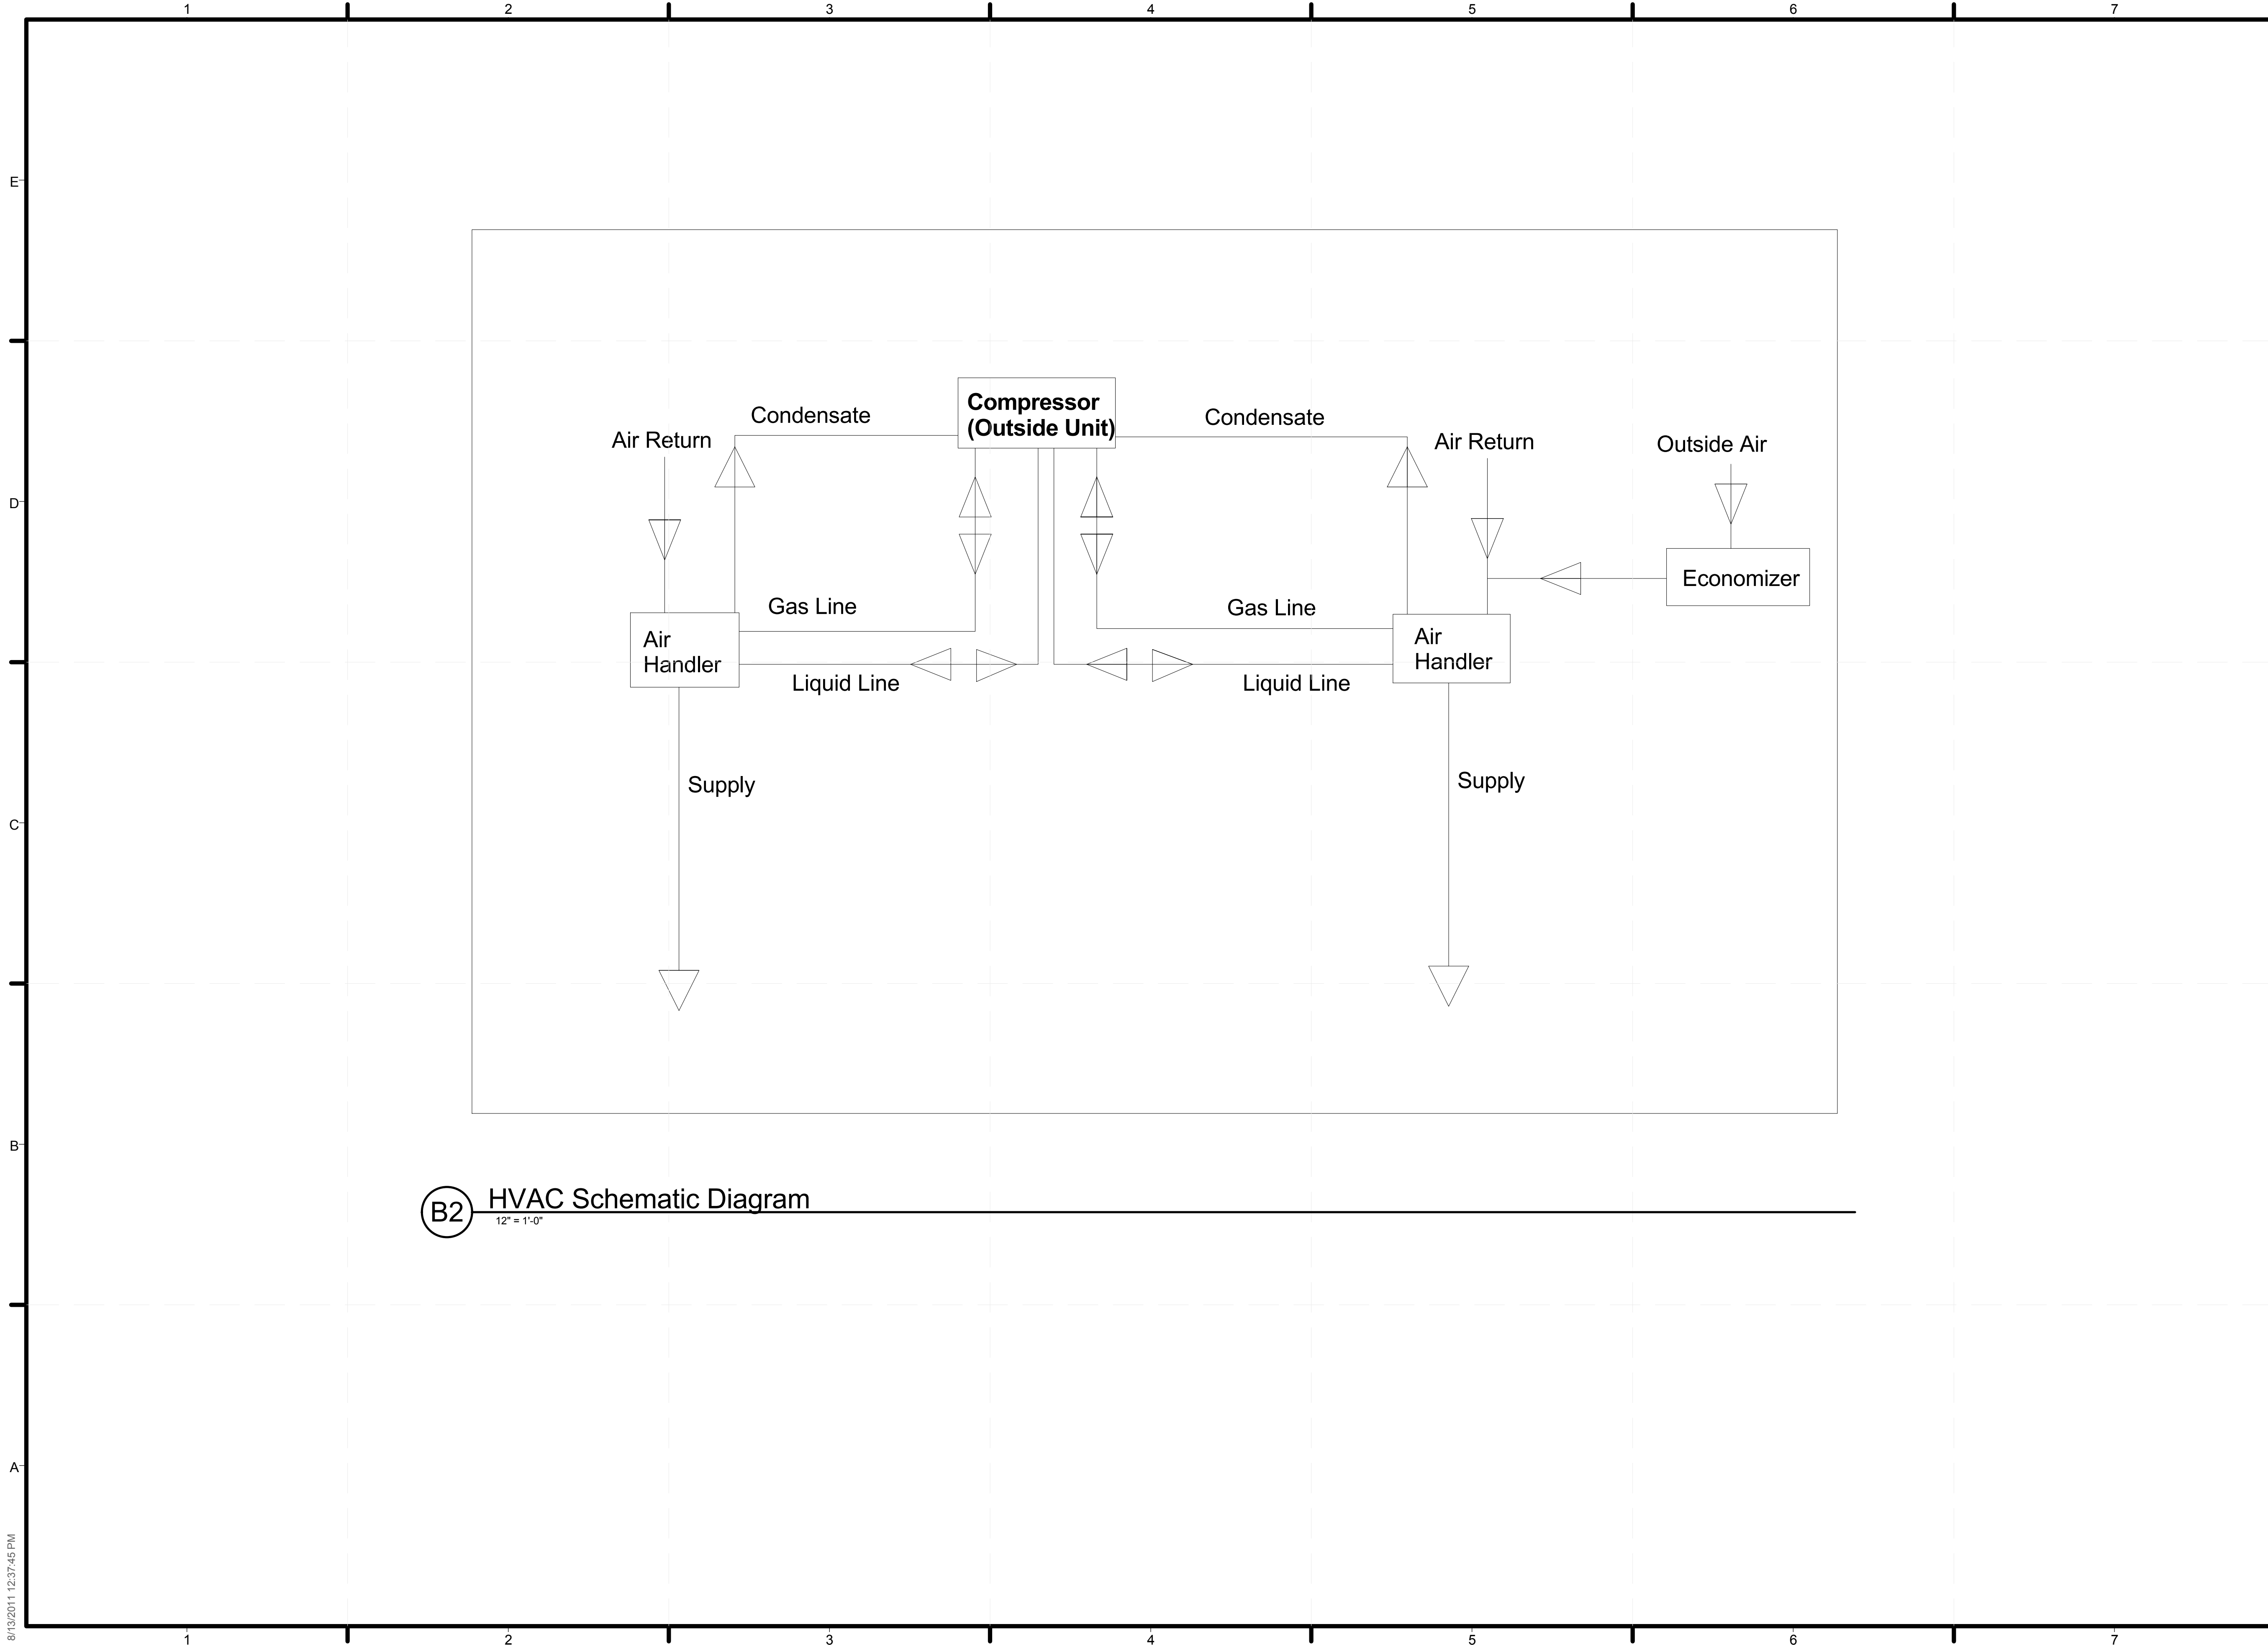 1 2 3 4 5 6 7
E
Compressor
(Outside Unit)
Condensate
Condensate
Air Return
Air Return
Outside Air
D
Economizer
Gas Line
Gas Line
Air
Handler
Air
Handler
Liquid Line
Liquid Line
Supply
Supply
C
B
B2
HVAC Schematic Diagram
12" = 1'-0"
A
8/13/2011 12:37:45 PM
1 2 3 4 5 6 7